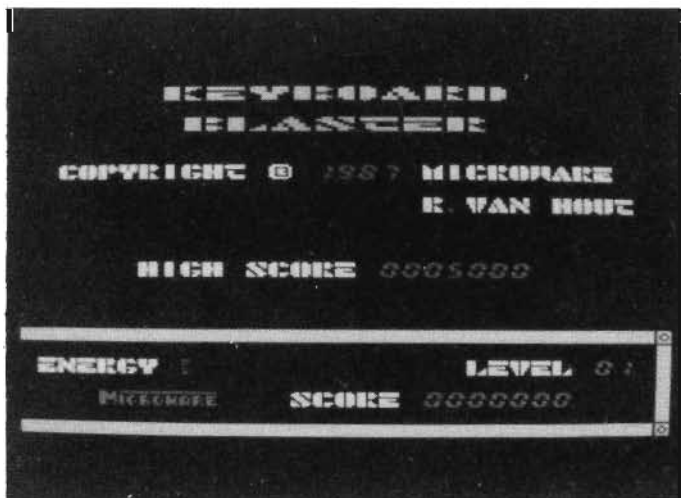 KEYBOARD
BLASTER
COPYRIGHT © 1987 MICROWARE
R. VAN HOUT
HIGH SCORE 0005000
ENERGY LEVEL 01
MICROWARE SCORE 0000000